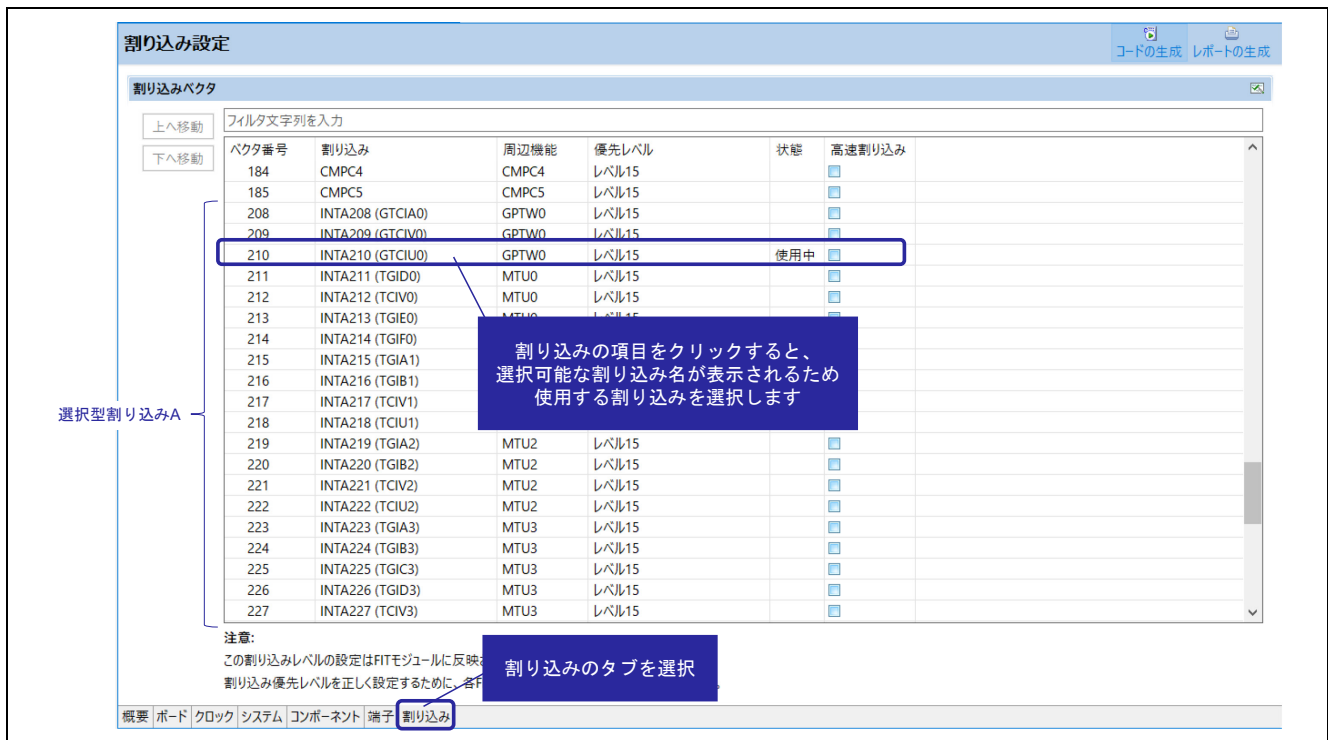 割り込み設定
コードの生成 レポートの生成
割り込みベクタ
上へ移動
下へ移動
フィルタ文字列を入力
ベクタ番号 割り込み 周辺機能 優先レベル 状態 高速割り込み
184 CMPC4 CMPC4 レベル15
185 CMPC5 CMPC5 レベル15
208 INTA208 (GTCIA0) GPTW0 レベル15
209 INTA209 (GTCIV0) GPTW0 レベル15
210 INTA210 (GTCIU0) GPTW0 レベル15 使用中
211 INTA211 (TGID0) MTU0 レベル15
212 INTA212 (TCIV0) MTU0 レベル15
213 INTA213 (TGIE0) MTU0 レベル15
214 INTA214 (TGIF0)
215 INTA215 (TGIA1)
216 INTA216 (TGIB1)
217 INTA217 (TCIV1)
218 INTA218 (TCIU1)
219 INTA219 (TGIA2) MTU2 レベル15
220 INTA220 (TGIB2) MTU2 レベル15
221 INTA221 (TCIV2) MTU2 レベル15
222 INTA222 (TCIU2) MTU2 レベル15
223 INTA223 (TGIA3) MTU3 レベル15
224 INTA224 (TGIB3) MTU3 レベル15
225 INTA225 (TGIC3) MTU3 レベル15
226 INTA226 (TGID3) MTU3 レベル15
227 INTA227 (TCIV3) MTU3 レベル15
選択型割り込みA
割り込みの項目をクリックすると、
選択可能な割り込み名が表示されるため
使用する割り込みを選択します
注意:
この割り込みレベルの設定はFITモジュールに反映
割り込み優先レベルを正しく設定するために、各F
割り込みのタブを選択
概要 ボード クロック システム コンポーネント 端子 割り込み